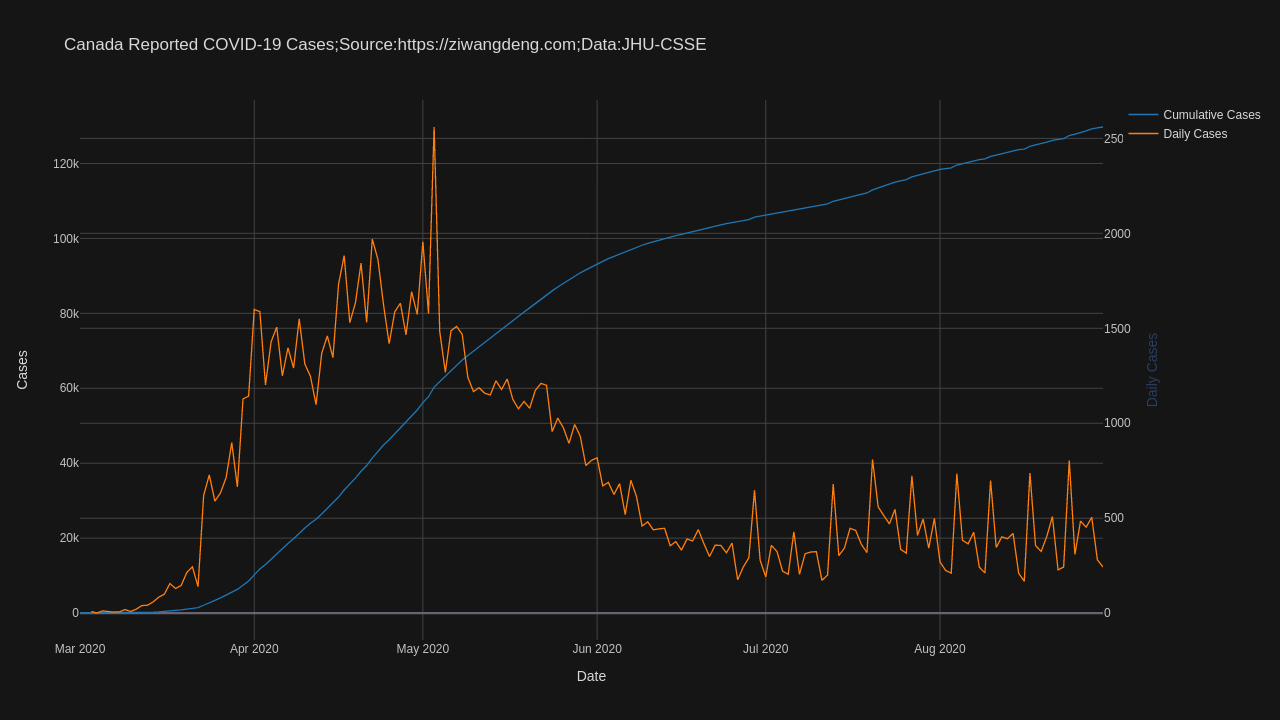 Canada Reported COVID-19 Cases;Source:https://ziwangdeng.com;Data:JHU-CSSE
Cumulative Cases
Daily Cases
120k
100k
80k
60k
40k
20k
0
Cases
250
2000
1500
1000
500
0
Daily Cases
Mar 2020
Apr 2020
May 2020
Jun 2020
Jul 2020
Aug 2020
Date